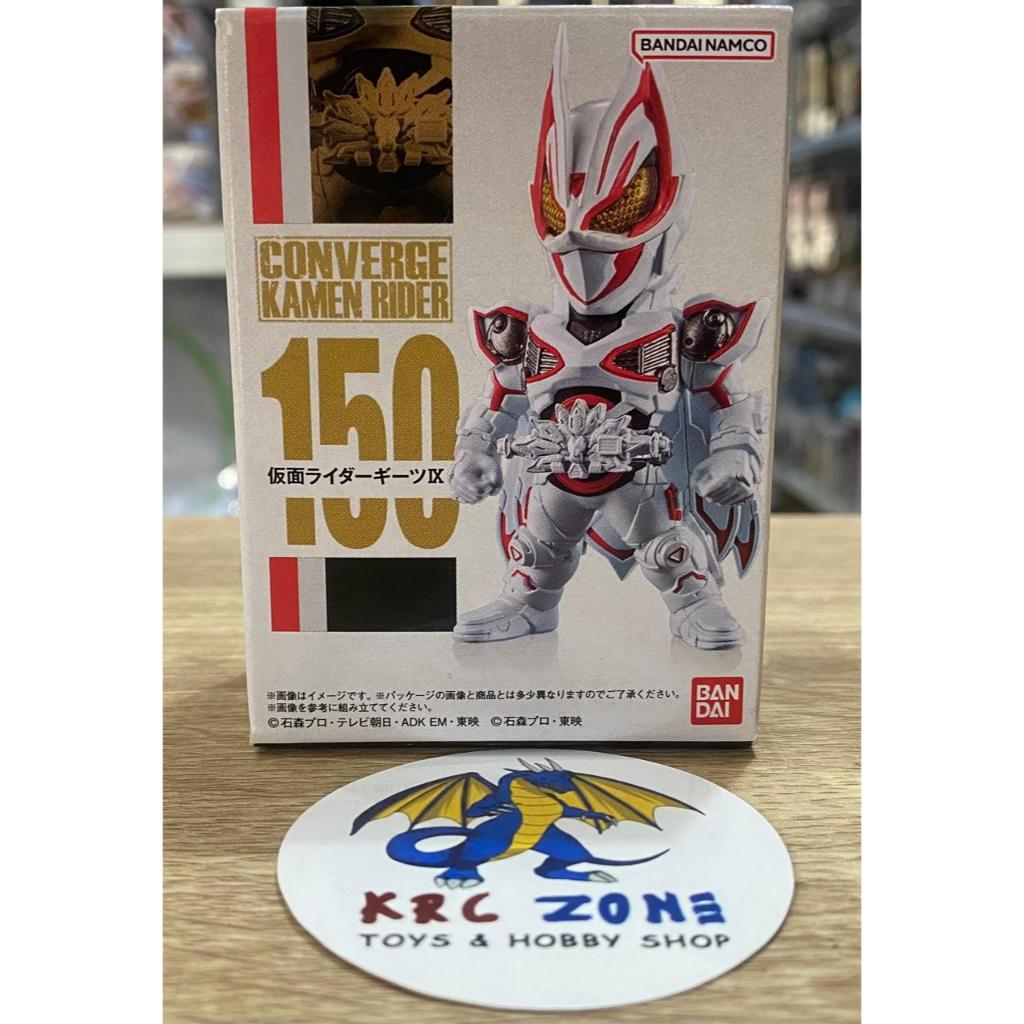 BANDAI NAMCO
CONVERGE
KAMEN RIDER
150
仮面ライダーギーツⅨ
※画像はイメージです。※パッケージの画像と商品とは多少異なりますのでご了承ください。
※画像を参考に組み立ててください。
©石森プロ・テレビ朝日・ADK EM・東映 ©石森プロ・東映
BAN
DAI
KRC ZONE
TOYS & HOBBY SHOP